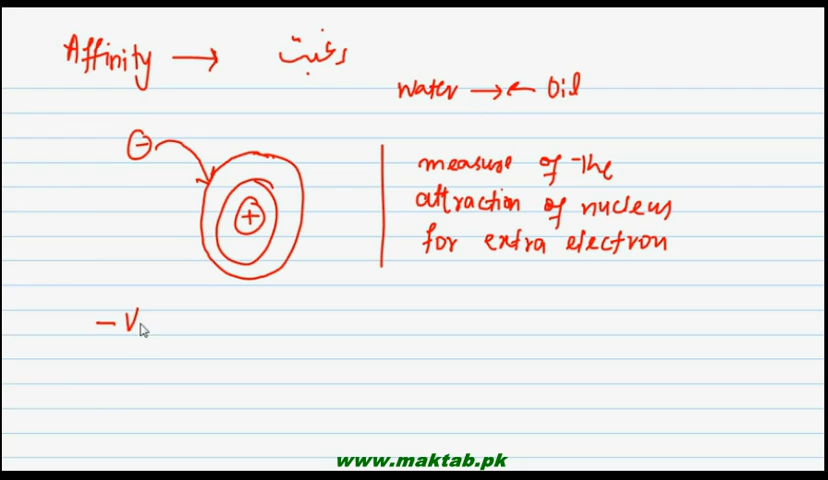 Affinity → رغبت
Water →← Oil
measure of the
attraction of nucleus
for extra electron
−
+
− V
www.maktab.pk